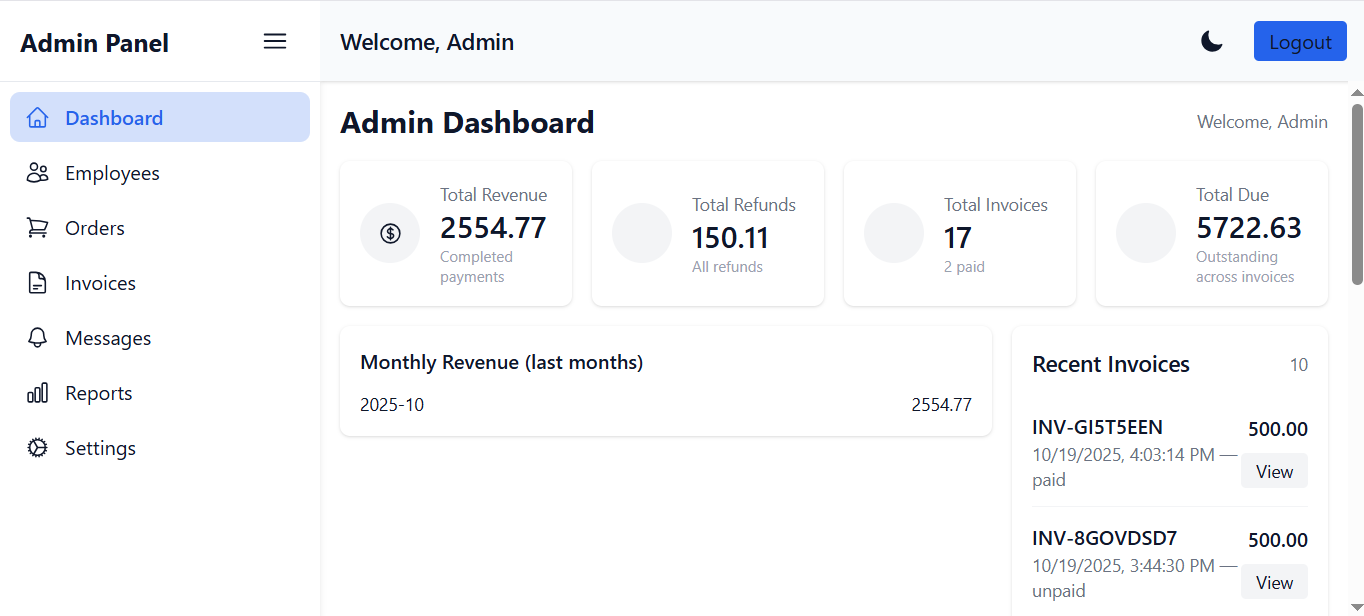 Admin Panel
Welcome, Admin
Logout
Dashboard
Employees
Orders
Invoices
Messages
Reports
Settings
Admin Dashboard
Welcome, Admin
Total Revenue
2554.77
Completed
payments
Total Refunds
150.11
All refunds
Total Invoices
17
2 paid
Total Due
5722.63
Outstanding
across invoices
Monthly Revenue (last months)
2025-10 2554.77
Recent Invoices 10
INV-GI5T5EEN 500.00
10/19/2025, 4:03:14 PM —
paid
View
INV-8GOVDSD7 500.00
10/19/2025, 3:44:30 PM —
unpaid
View